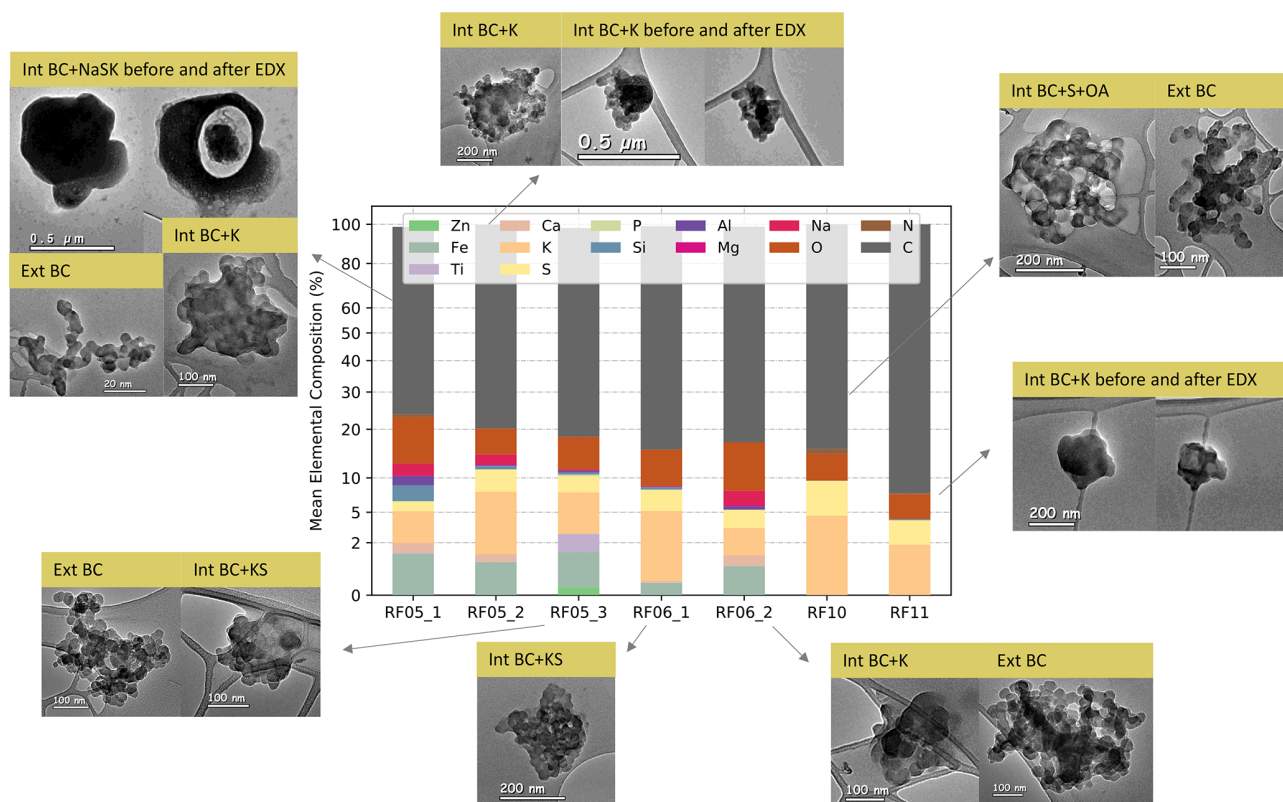 Int BC+K
Int BC+K before and after EDX
200 nm
0.5 μm
Int BC+NaSK before and after EDX
0.5 μm
Int BC+K
100 nm
Ext BC
20 nm
Int BC+S+OA
Ext BC
200 nm
100 nm
Int BC+K before and after EDX
200 nm
Mean Elemental Composition (%)
100
80
60
50
40
30
20
10
5
2
0
Zn
Fe
Ti
Ca
K
S
P
Si
Al
Mg
Na
O
N
C
RF05_1
RF05_2
RF05_3
RF06_1
RF06_2
RF10
RF11
Ext BC
Int BC+KS
100 nm
100 nm
Int BC+KS
200 nm
Int BC+K
Ext BC
100 nm
100 nm